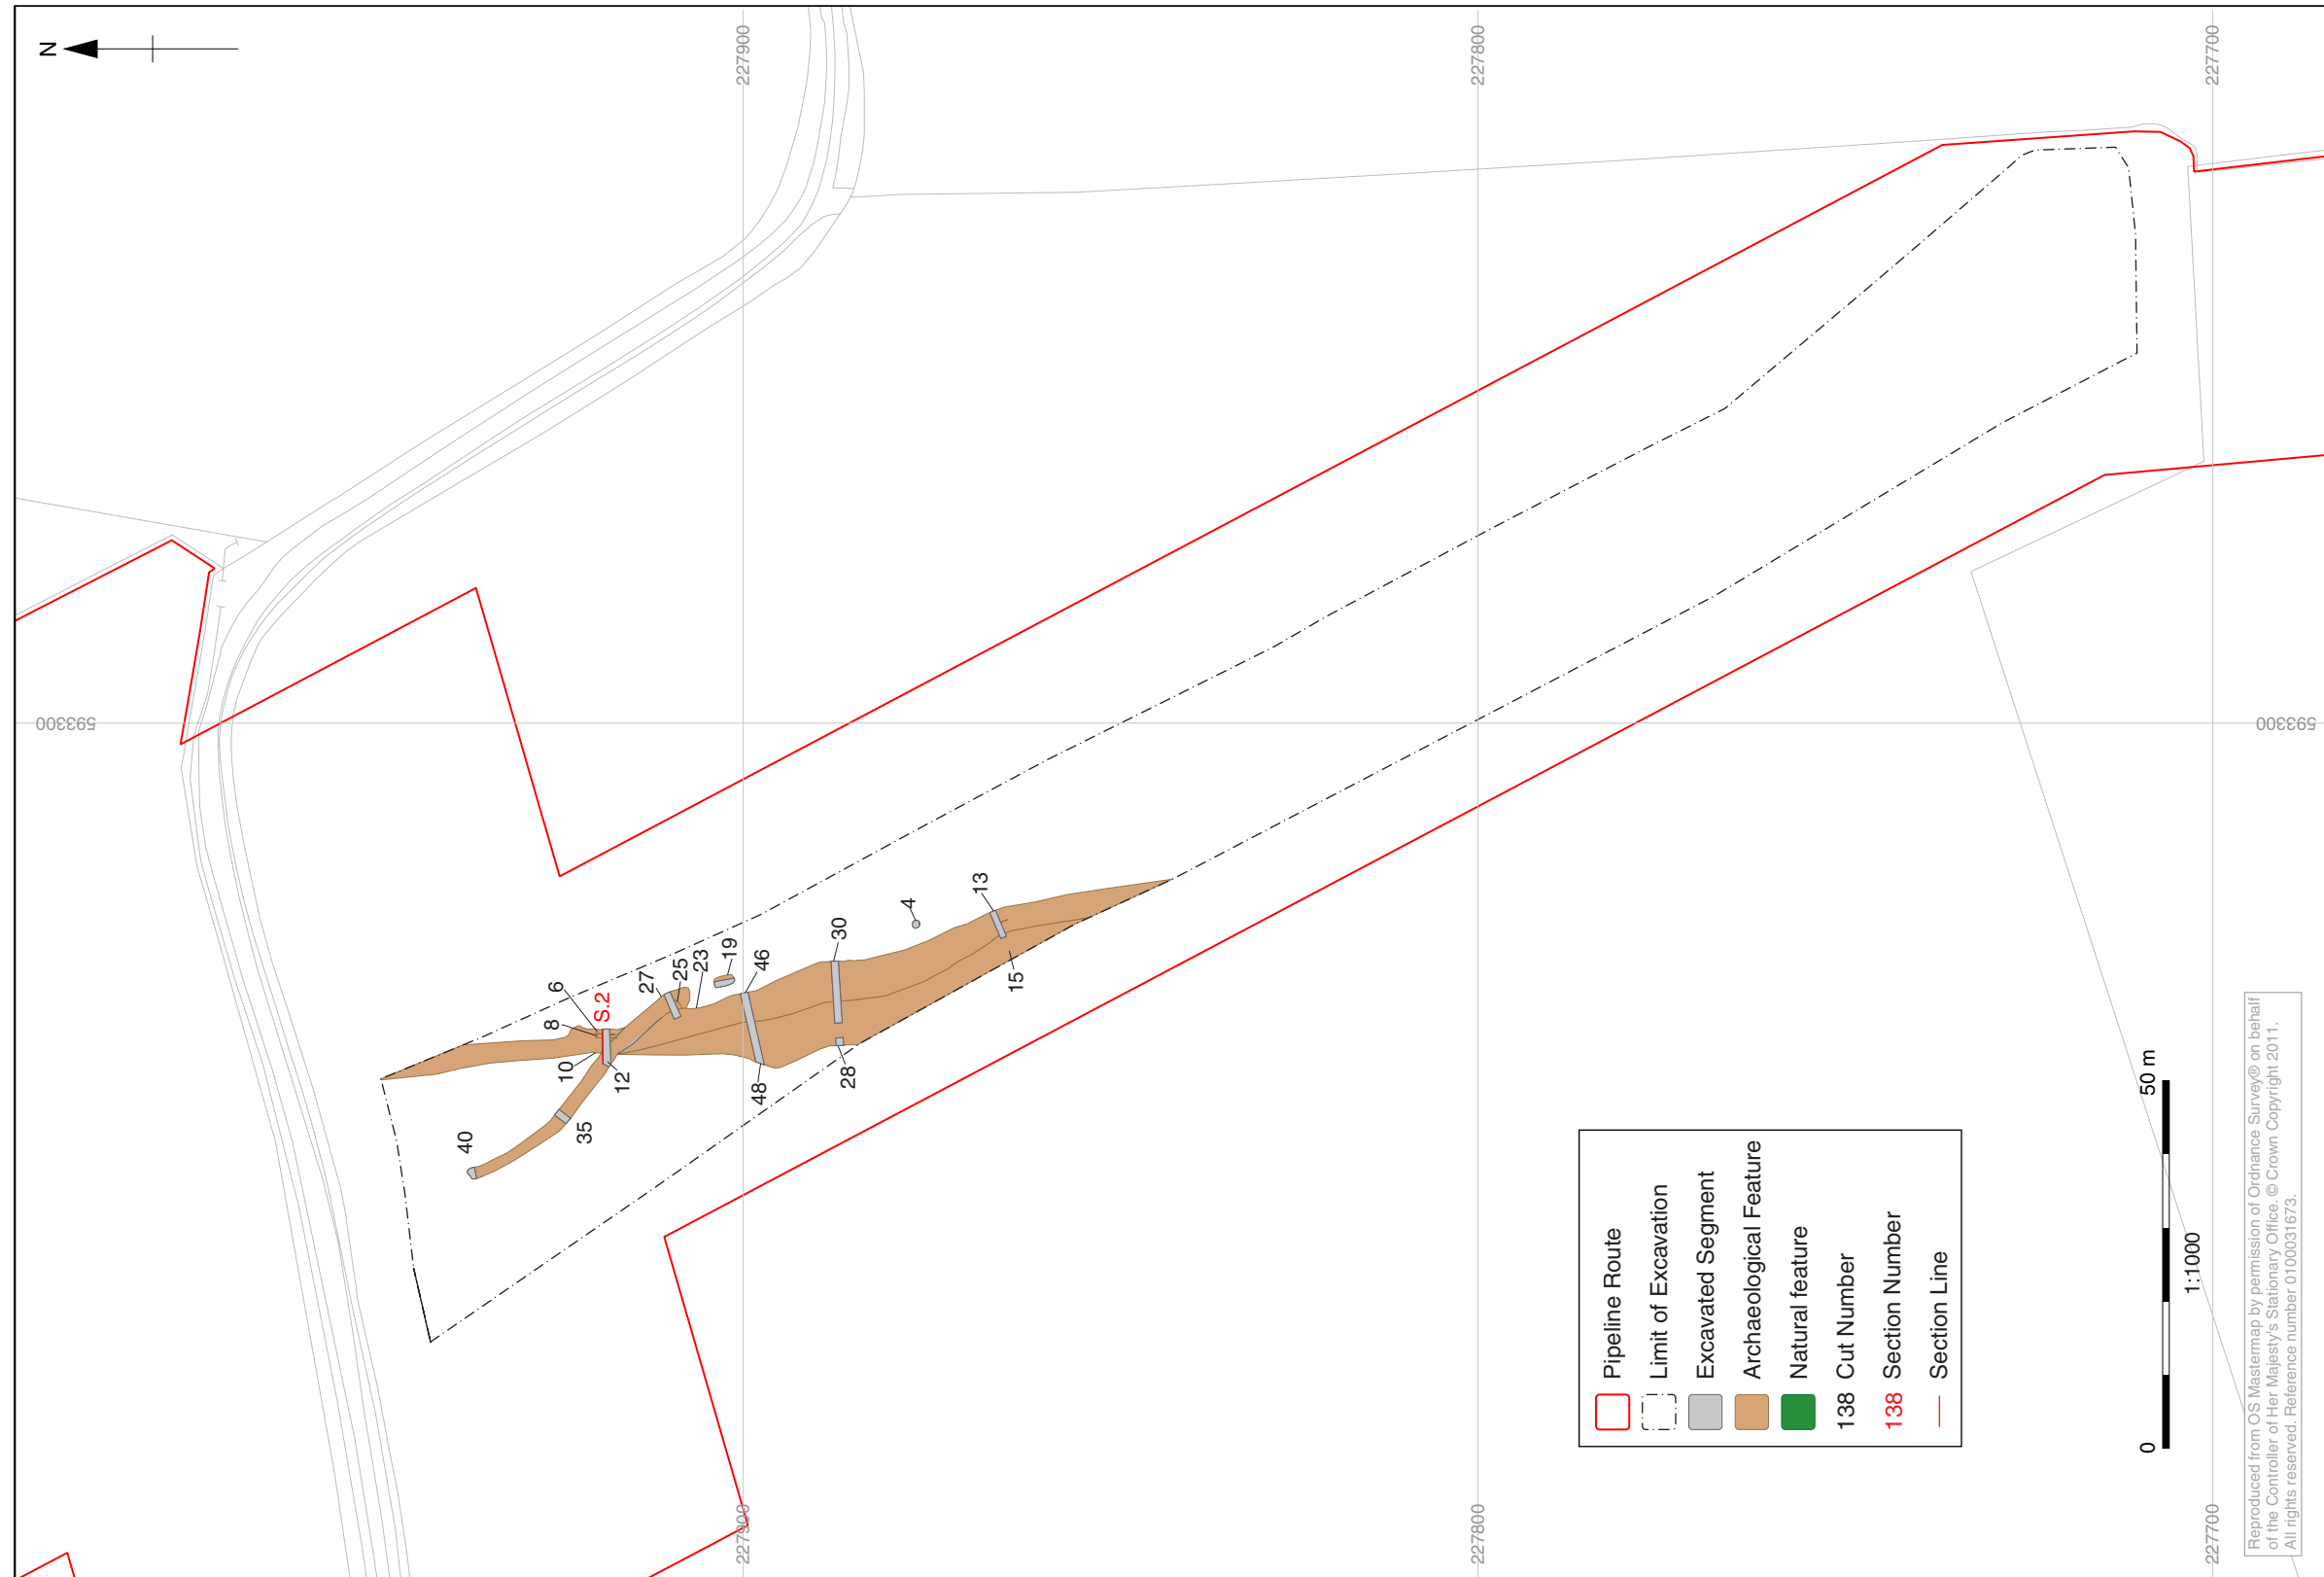 N
227900
227800
227700
593300
593300
40
35
10
8
6
S.2
12
27
25
23
19
46
48
30
28
4
13
15
227900
227800
227700
Pipeline Route
Limit of Excavation
Excavated Segment
Archaeological Feature
Natural feature
138 Cut Number
138 Section Number
Section Line
0 50 m
1:1000
Reproduced from OS Mastermap by permission of Ordnance Survey® on behalf
of the Controller of Her Majesty's Stationary Office. © Crown Copyright 2011.
All rights reserved. Reference number 0100031673.